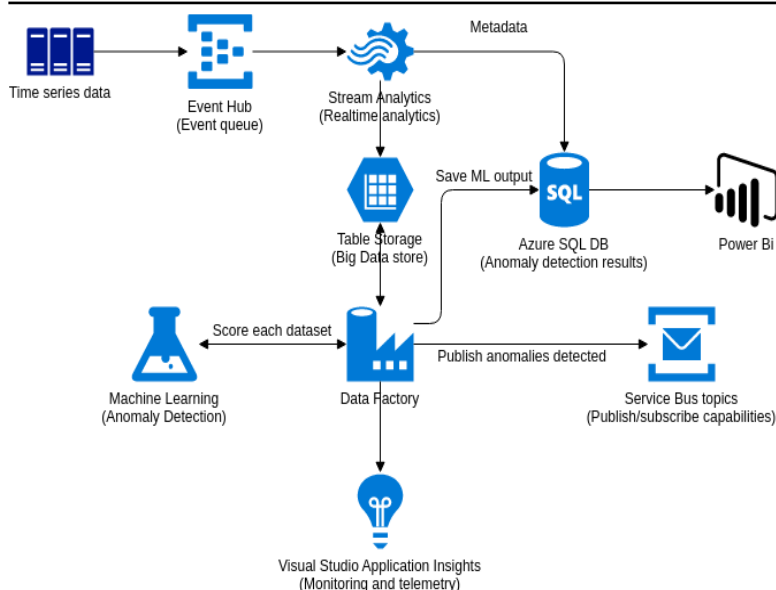 Metadata
Time series data
Event Hub
(Event queue)
Stream Analytics
(Realtime analytics)
Save ML output
SQL
Table Storage
(Big Data store)
Azure SQL DB
(Anomaly detection results)
Power Bi
Score each dataset
Publish anomalies detected
Machine Learning
(Anomaly Detection)
Data Factory
Service Bus topics
(Publish/subscribe capabilities)
Visual Studio Application Insights
(Monitoring and telemetry)